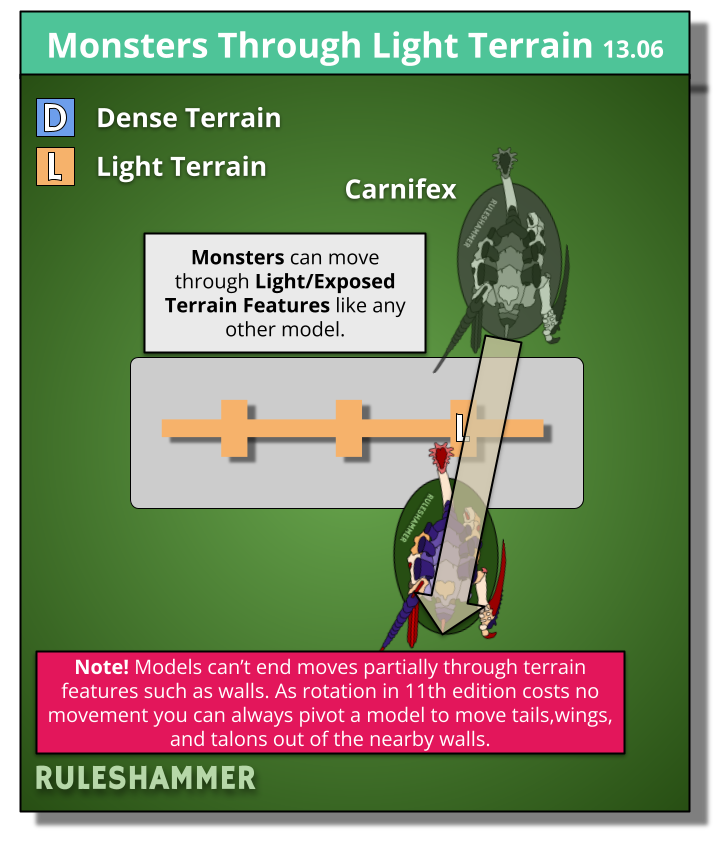 Monsters Through Light Terrain 13.06
D Dense Terrain
L Light Terrain
Carnifex
RULESHAMMER
Monsters can move
through Light/Exposed
Terrain Features like any
other model.
L
RULESHAMMER
Note! Models can’t end moves partially through terrain
features such as walls. As rotation in 11th edition costs no
movement you can always pivot a model to move tails,wings,
and talons out of the nearby walls.
RULESHAMMER